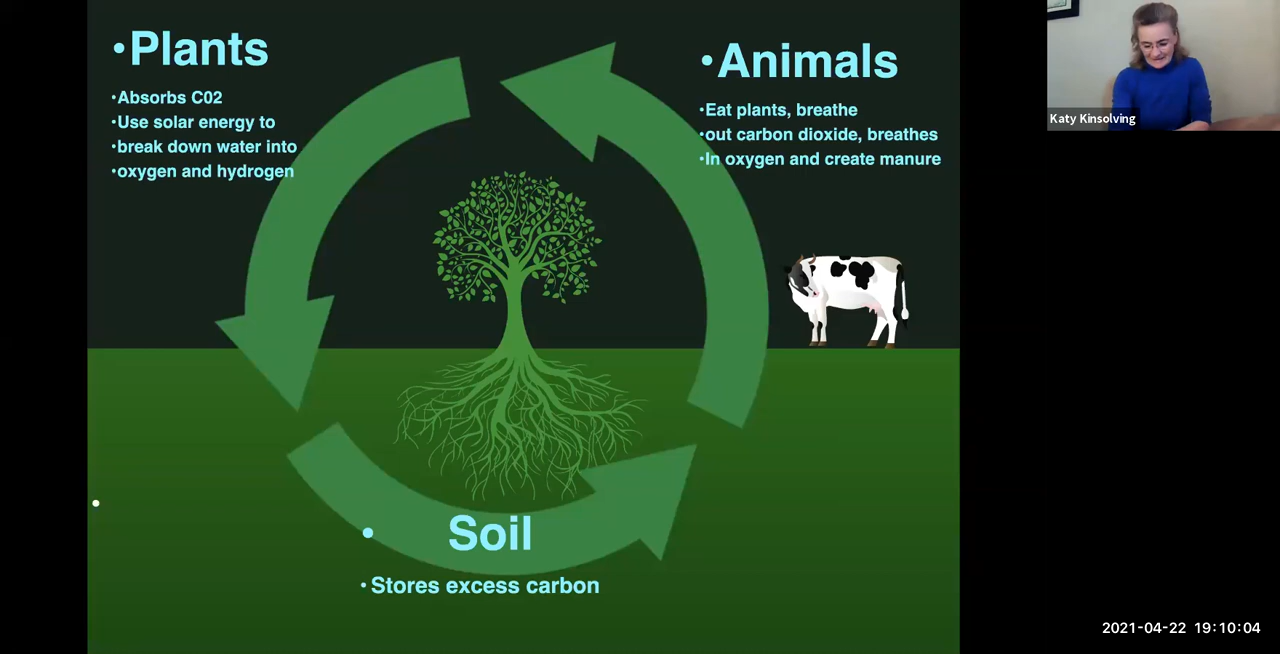 •Plants
•Absorbs C02
•Use solar energy to
•break down water into
•oxygen and hydrogen
•Animals
•Eat plants, breathe
•out carbon dioxide, breathes
•In oxygen and create manure
Katy Kinsolving
• Soil
• Stores excess carbon
2021-04-22 19:10:04